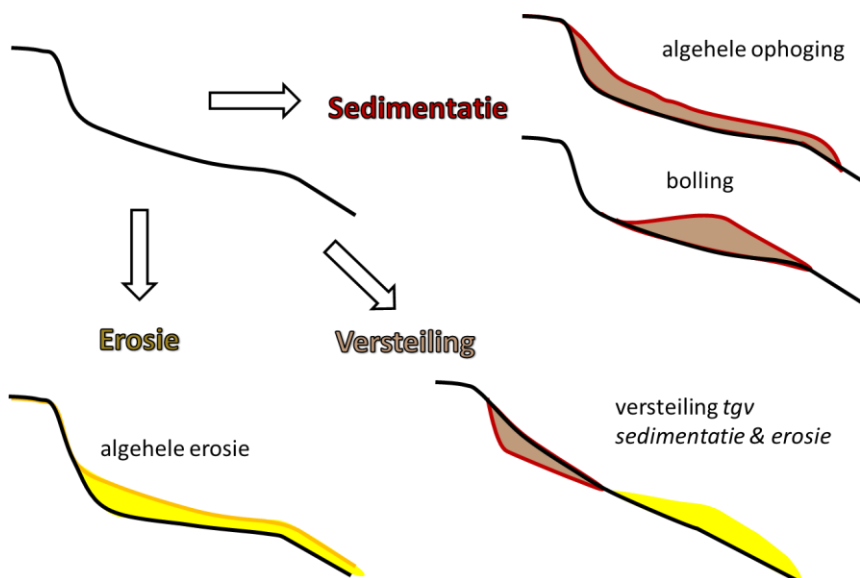 algehele ophoging
Sedimentatie
bolling
Erosie
Versteiling
versteiling tgv
sedimentatie & erosie
algehele erosie